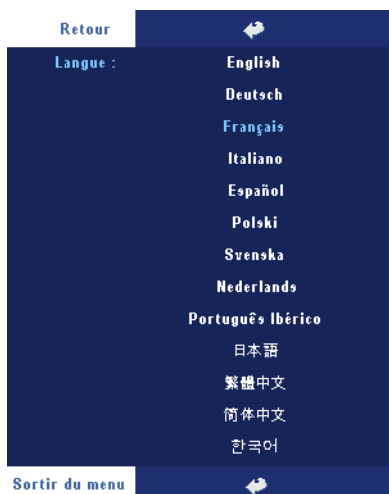 Retour
Langue : English
Deutsch
Français
Italiano
Español
Polski
Svenska
Nederlands
Português Ibérico
日本語
繁體中文
简体中文
한국어
Sortir du menu